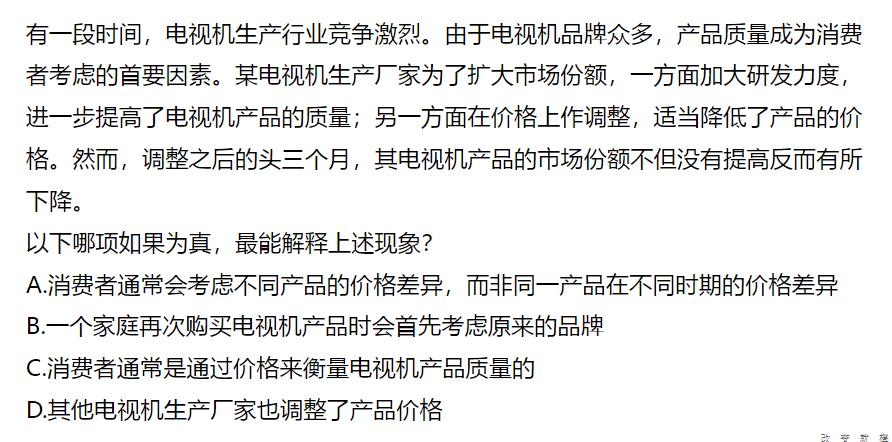 有一段时间，电视机生产行业竞争激烈。由于电视机品牌众多，产品质量成为消费
者考虑的首要因素。某电视机生产厂家为了扩大市场份额，一方面加大研发力度，
进一步提高了电视机产品的质量；另一方面在价格上作调整，适当降低了产品的价
格。然而，调整之后的头三个月，其电视机产品的市场份额不但没有提高反而有所
下降。
以下哪项如果为真，最能解释上述现象？
A.消费者通常会考虑不同产品的价格差异，而非同一产品在不同时期的价格差异
B.一个家庭再次购买电视机产品时会首先考虑原来的品牌
C.消费者通常是通过价格来衡量电视机产品质量的
D.其他电视机生产厂家也调整了产品价格